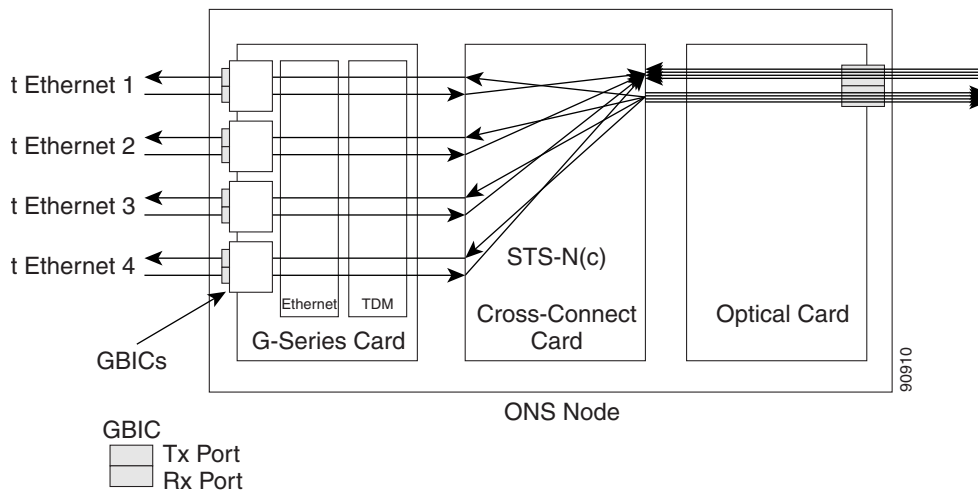 t Ethernet 1
t Ethernet 2
t Ethernet 3
t Ethernet 4
Ethernet
TDM
STS-N(c)
Cross-Connect
Card
Optical Card
G-Series Card
GBICs
90910
ONS Node
GBIC
Tx Port
Rx Port